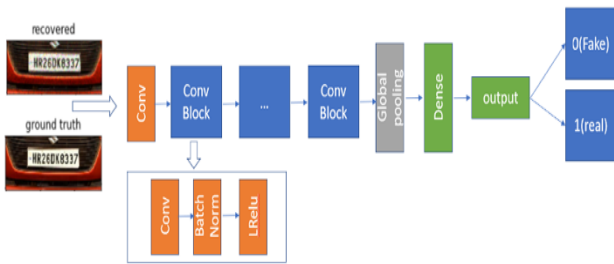 recovered
HR26DK8337
ground truth
HR26DK8337
Conv
Conv
Block
...
Conv
Block
Global
pooling
Dense
output
0(Fake)
1(real)
Conv
Batch
Norm
LRelu